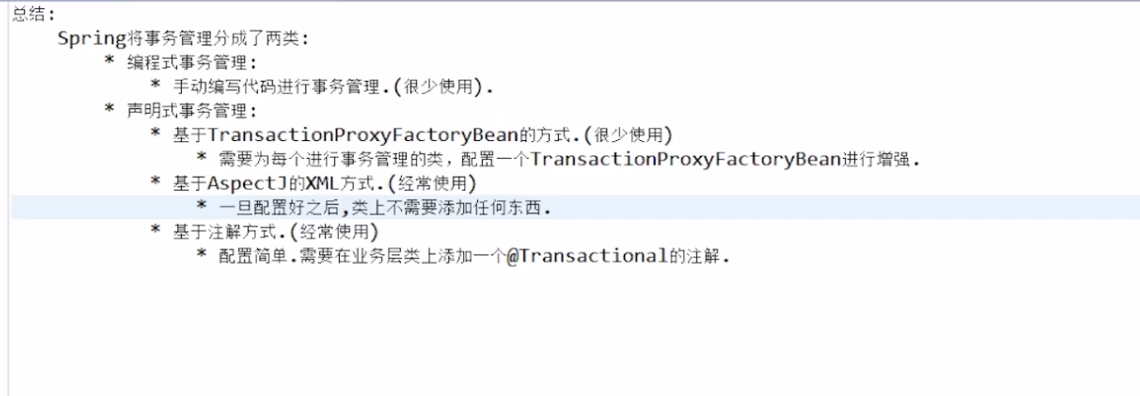 总结:
Spring将事务管理分成了两类:
* 编程式事务管理:
* 手动编写代码进行事务管理.(很少使用).
* 声明式事务管理:
* 基于TransactionProxyFactoryBean的方式.(很少使用)
* 需要为每个进行事务管理的类，配置一个TransactionProxyFactoryBean进行增强.
* 基于AspectJ的XML方式.(经常使用)
* 一旦配置好之后,类上不需要添加任何东西.
* 基于注解方式.(经常使用)
* 配置简单.需要在业务层类上添加一个@Transactional的注解.